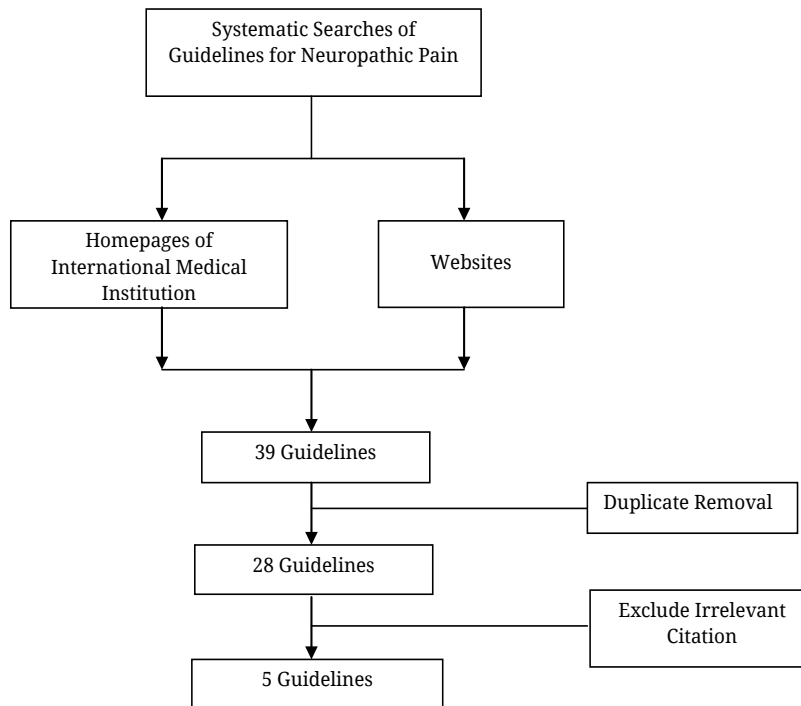 Systematic Searches of
Guidelines for Neuropathic Pain
Homepages of
International Medical
Institution
Websites
39 Guidelines
Duplicate Removal
28 Guidelines
Exclude Irrelevant
Citation
5 Guidelines